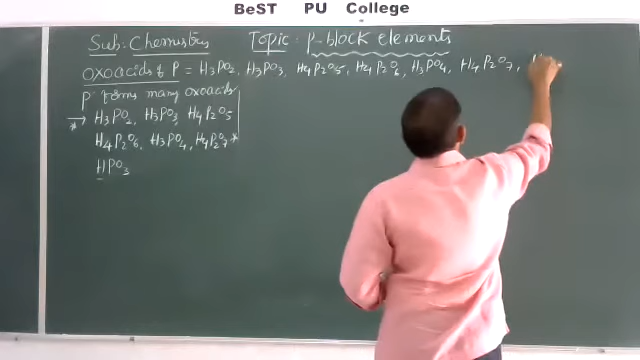 BeST PU College
Sub: Chemistry Topic: P-block elements
Oxoacids of P = H3PO2, H3PO3, H4P2O5, H4P2O6, H3PO4, H4P2O7,
P forms many oxoacids
* → H3PO2, H3PO3 H4P2O5
H4P2O6, H3PO4, H4P2O7 *
HPO3